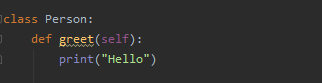 class Person:
    def greet(self):
        print("Hello")